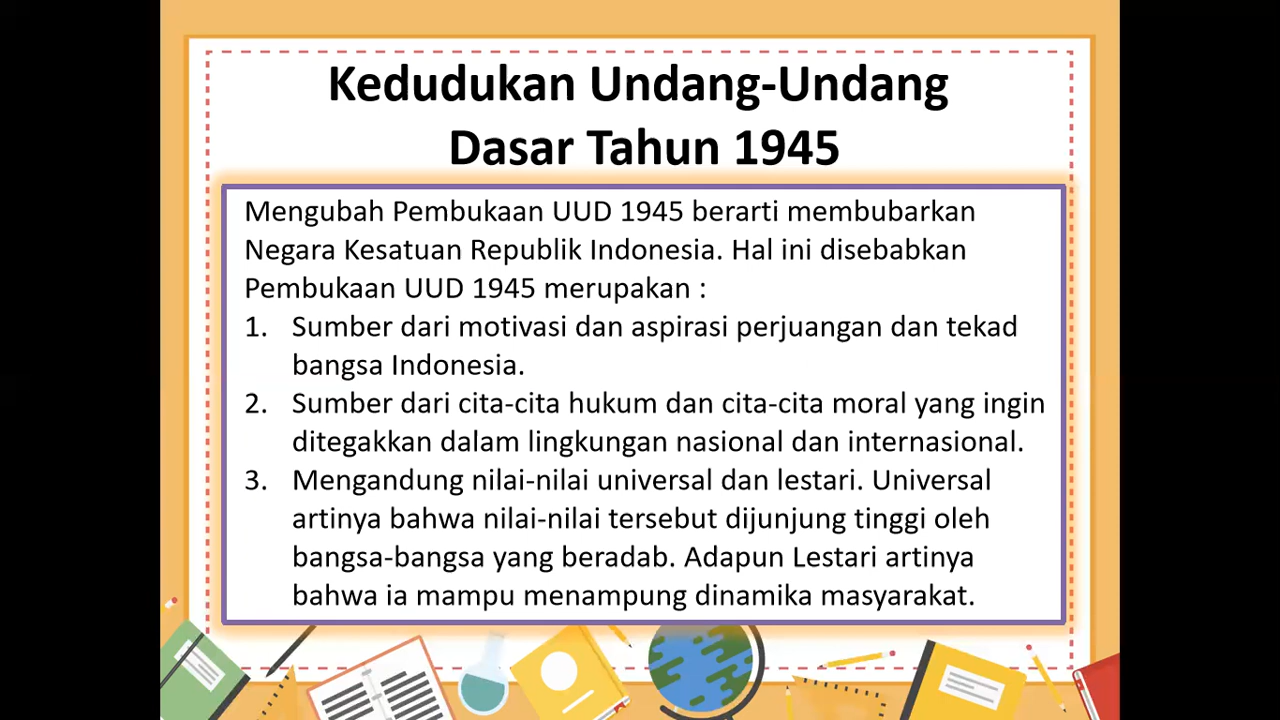 Kedudukan Undang-Undang
Dasar Tahun 1945
Mengubah Pembukaan UUD 1945 berarti membubarkan
Negara Kesatuan Republik Indonesia. Hal ini disebabkan
Pembukaan UUD 1945 merupakan :
1. Sumber dari motivasi dan aspirasi perjuangan dan tekad
bangsa Indonesia.
2. Sumber dari cita-cita hukum dan cita-cita moral yang ingin
ditegakkan dalam lingkungan nasional dan internasional.
3. Mengandung nilai-nilai universal dan lestari. Universal
artinya bahwa nilai-nilai tersebut dijunjung tinggi oleh
bangsa-bangsa yang beradab. Adapun Lestari artinya
bahwa ia mampu menampung dinamika masyarakat.